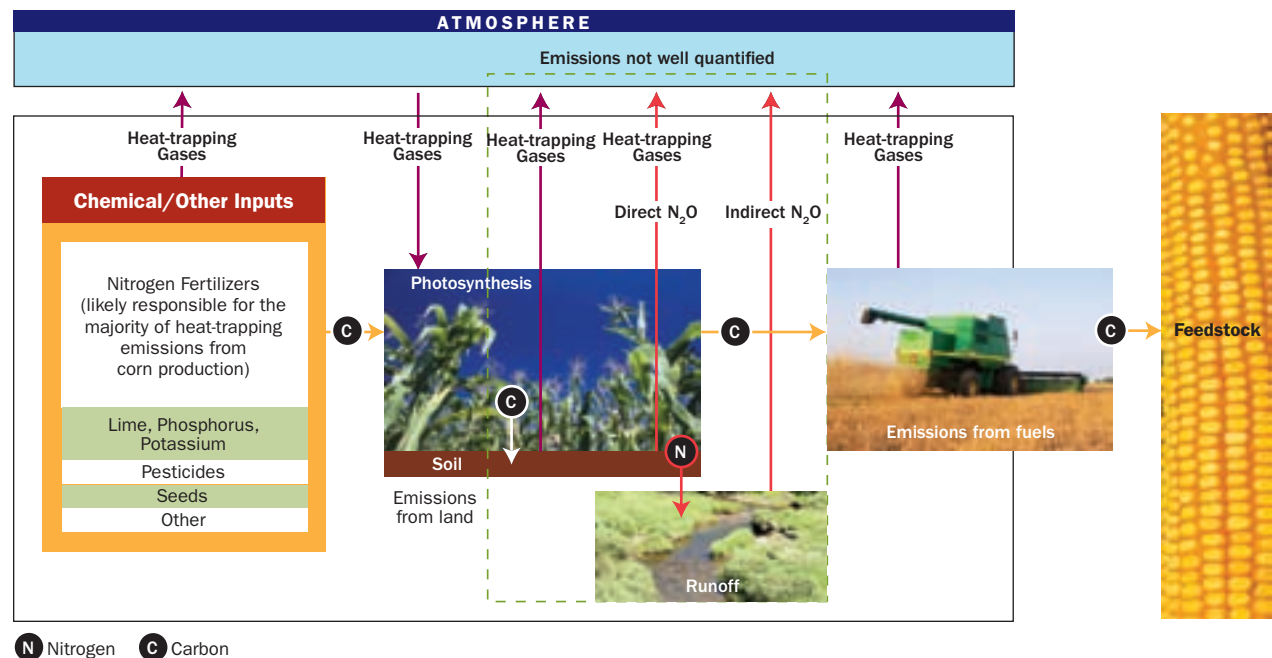 ATMOSPHERE
Emissions not well quantified
Heat-trapping
Gases
Heat-trapping
Gases
Heat-trapping
Gases
Heat-trapping
Gases
Heat-trapping
Gases
Chemical/Other Inputs
Direct N₂O
Indirect N₂O
Nitrogen Fertilizers
(likely responsible for the
majority of heat-trapping
emissions from
corn production)
Lime, Phosphorus,
Potassium
Pesticides
Seeds
Other
C
Photosynthesis
C
Soil
N
Emissions
from land
Runoff
C
Emissions from fuels
C
Feedstock
N Nitrogen
C Carbon